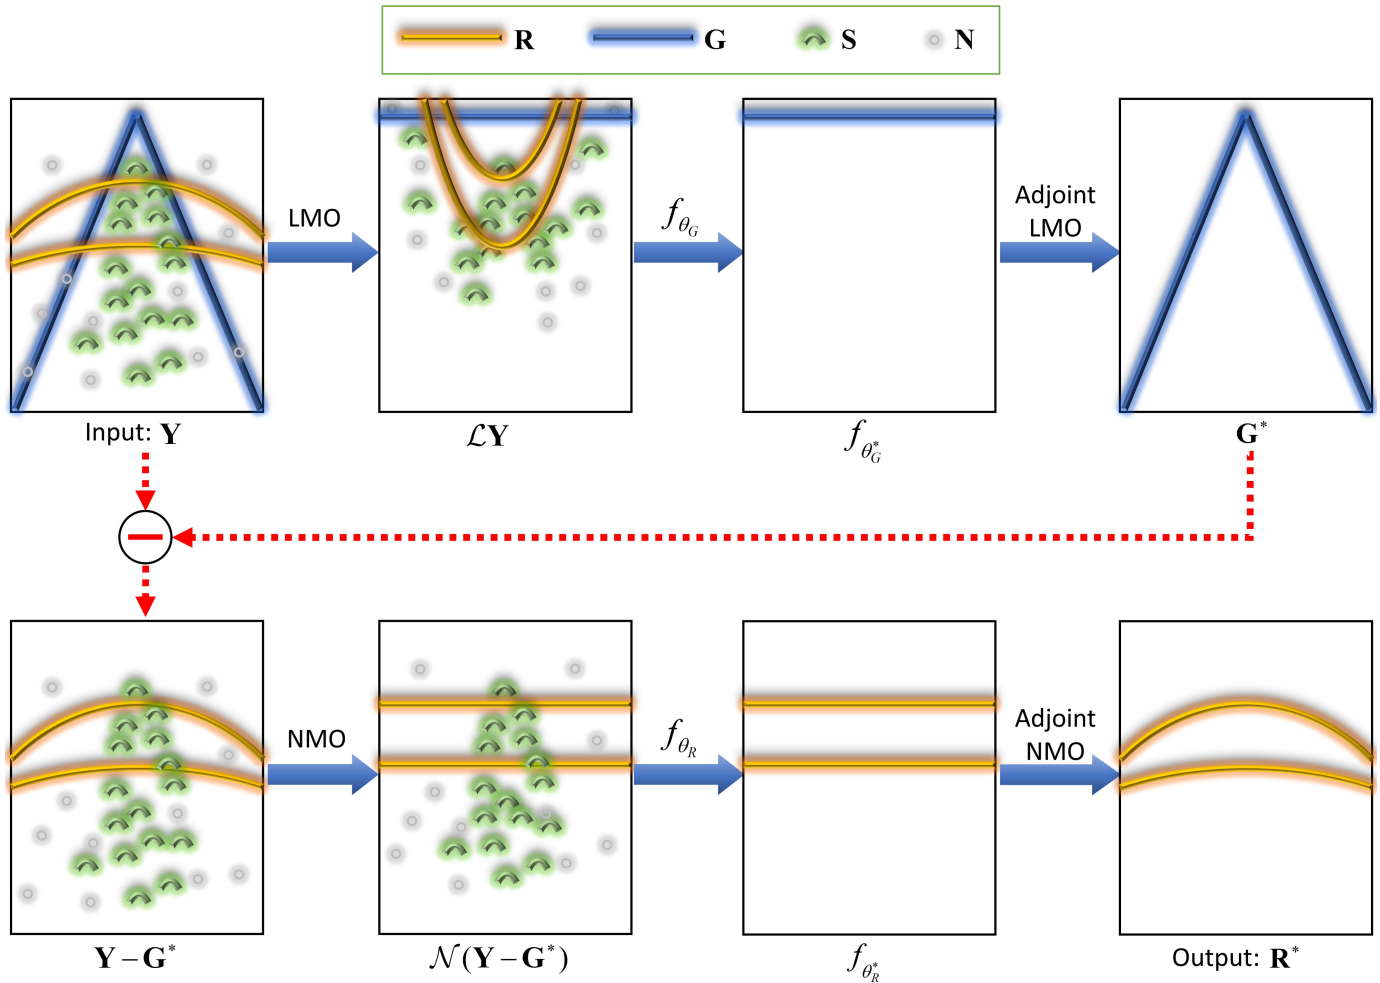 R G S N
LMO
f_{θ_G}
Adjoint
LMO
Input: Y
ℒY
f_{θ_G^*}
G*
NMO
f_{θ_R}
Adjoint
NMO
Y − G*
𝒩(Y − G*)
f_{θ_R^*}
Output: R*